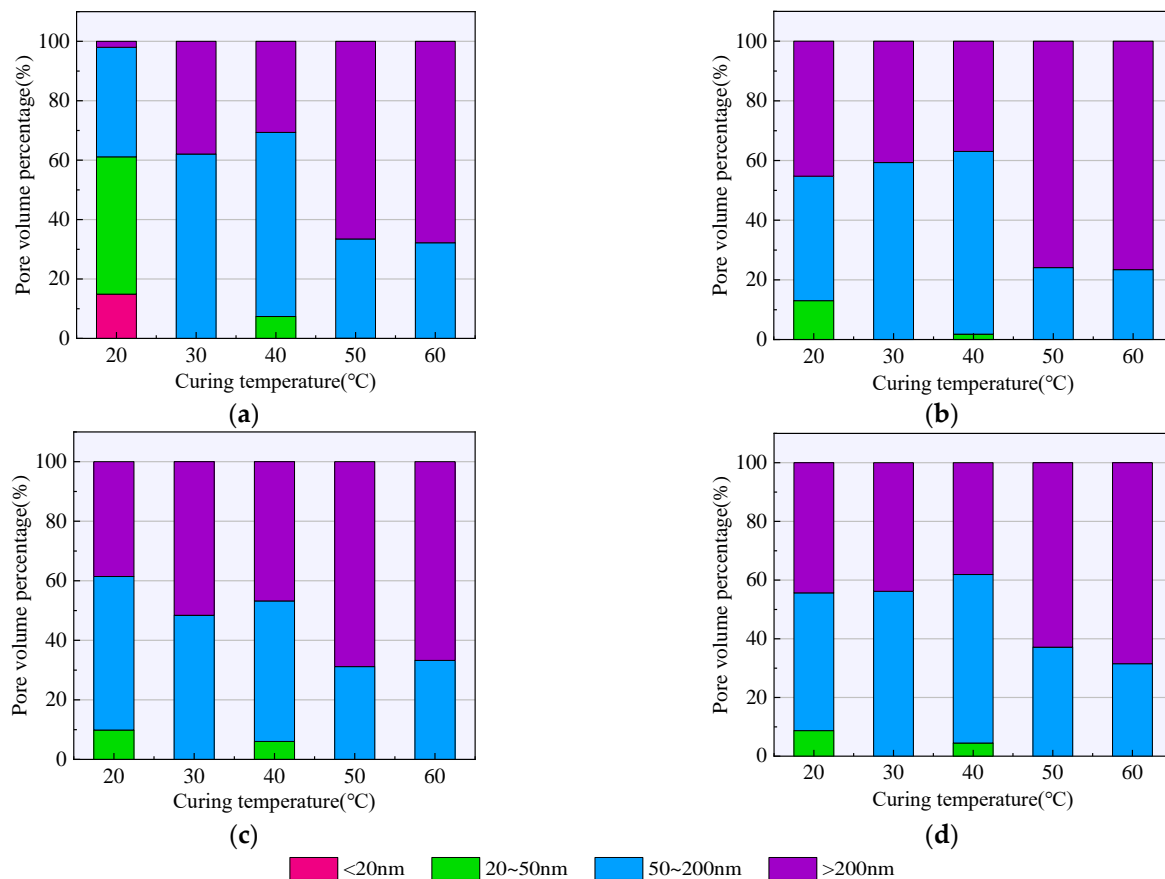 Pore volume percentage(%)
100
80
60
40
20
0
20 30 40 50 60
Curing temperature(℃)
(a)
Pore volume percentage(%)
100
80
60
40
20
0
20 30 40 50 60
Curing temperature(℃)
(b)
Pore volume percentage(%)
100
80
60
40
20
0
20 30 40 50 60
Curing temperature(℃)
(c)
Pore volume percentage(%)
100
80
60
40
20
0
20 30 40 50 60
Curing temperature(℃)
(d)
<20nm 20~50nm 50~200nm >200nm